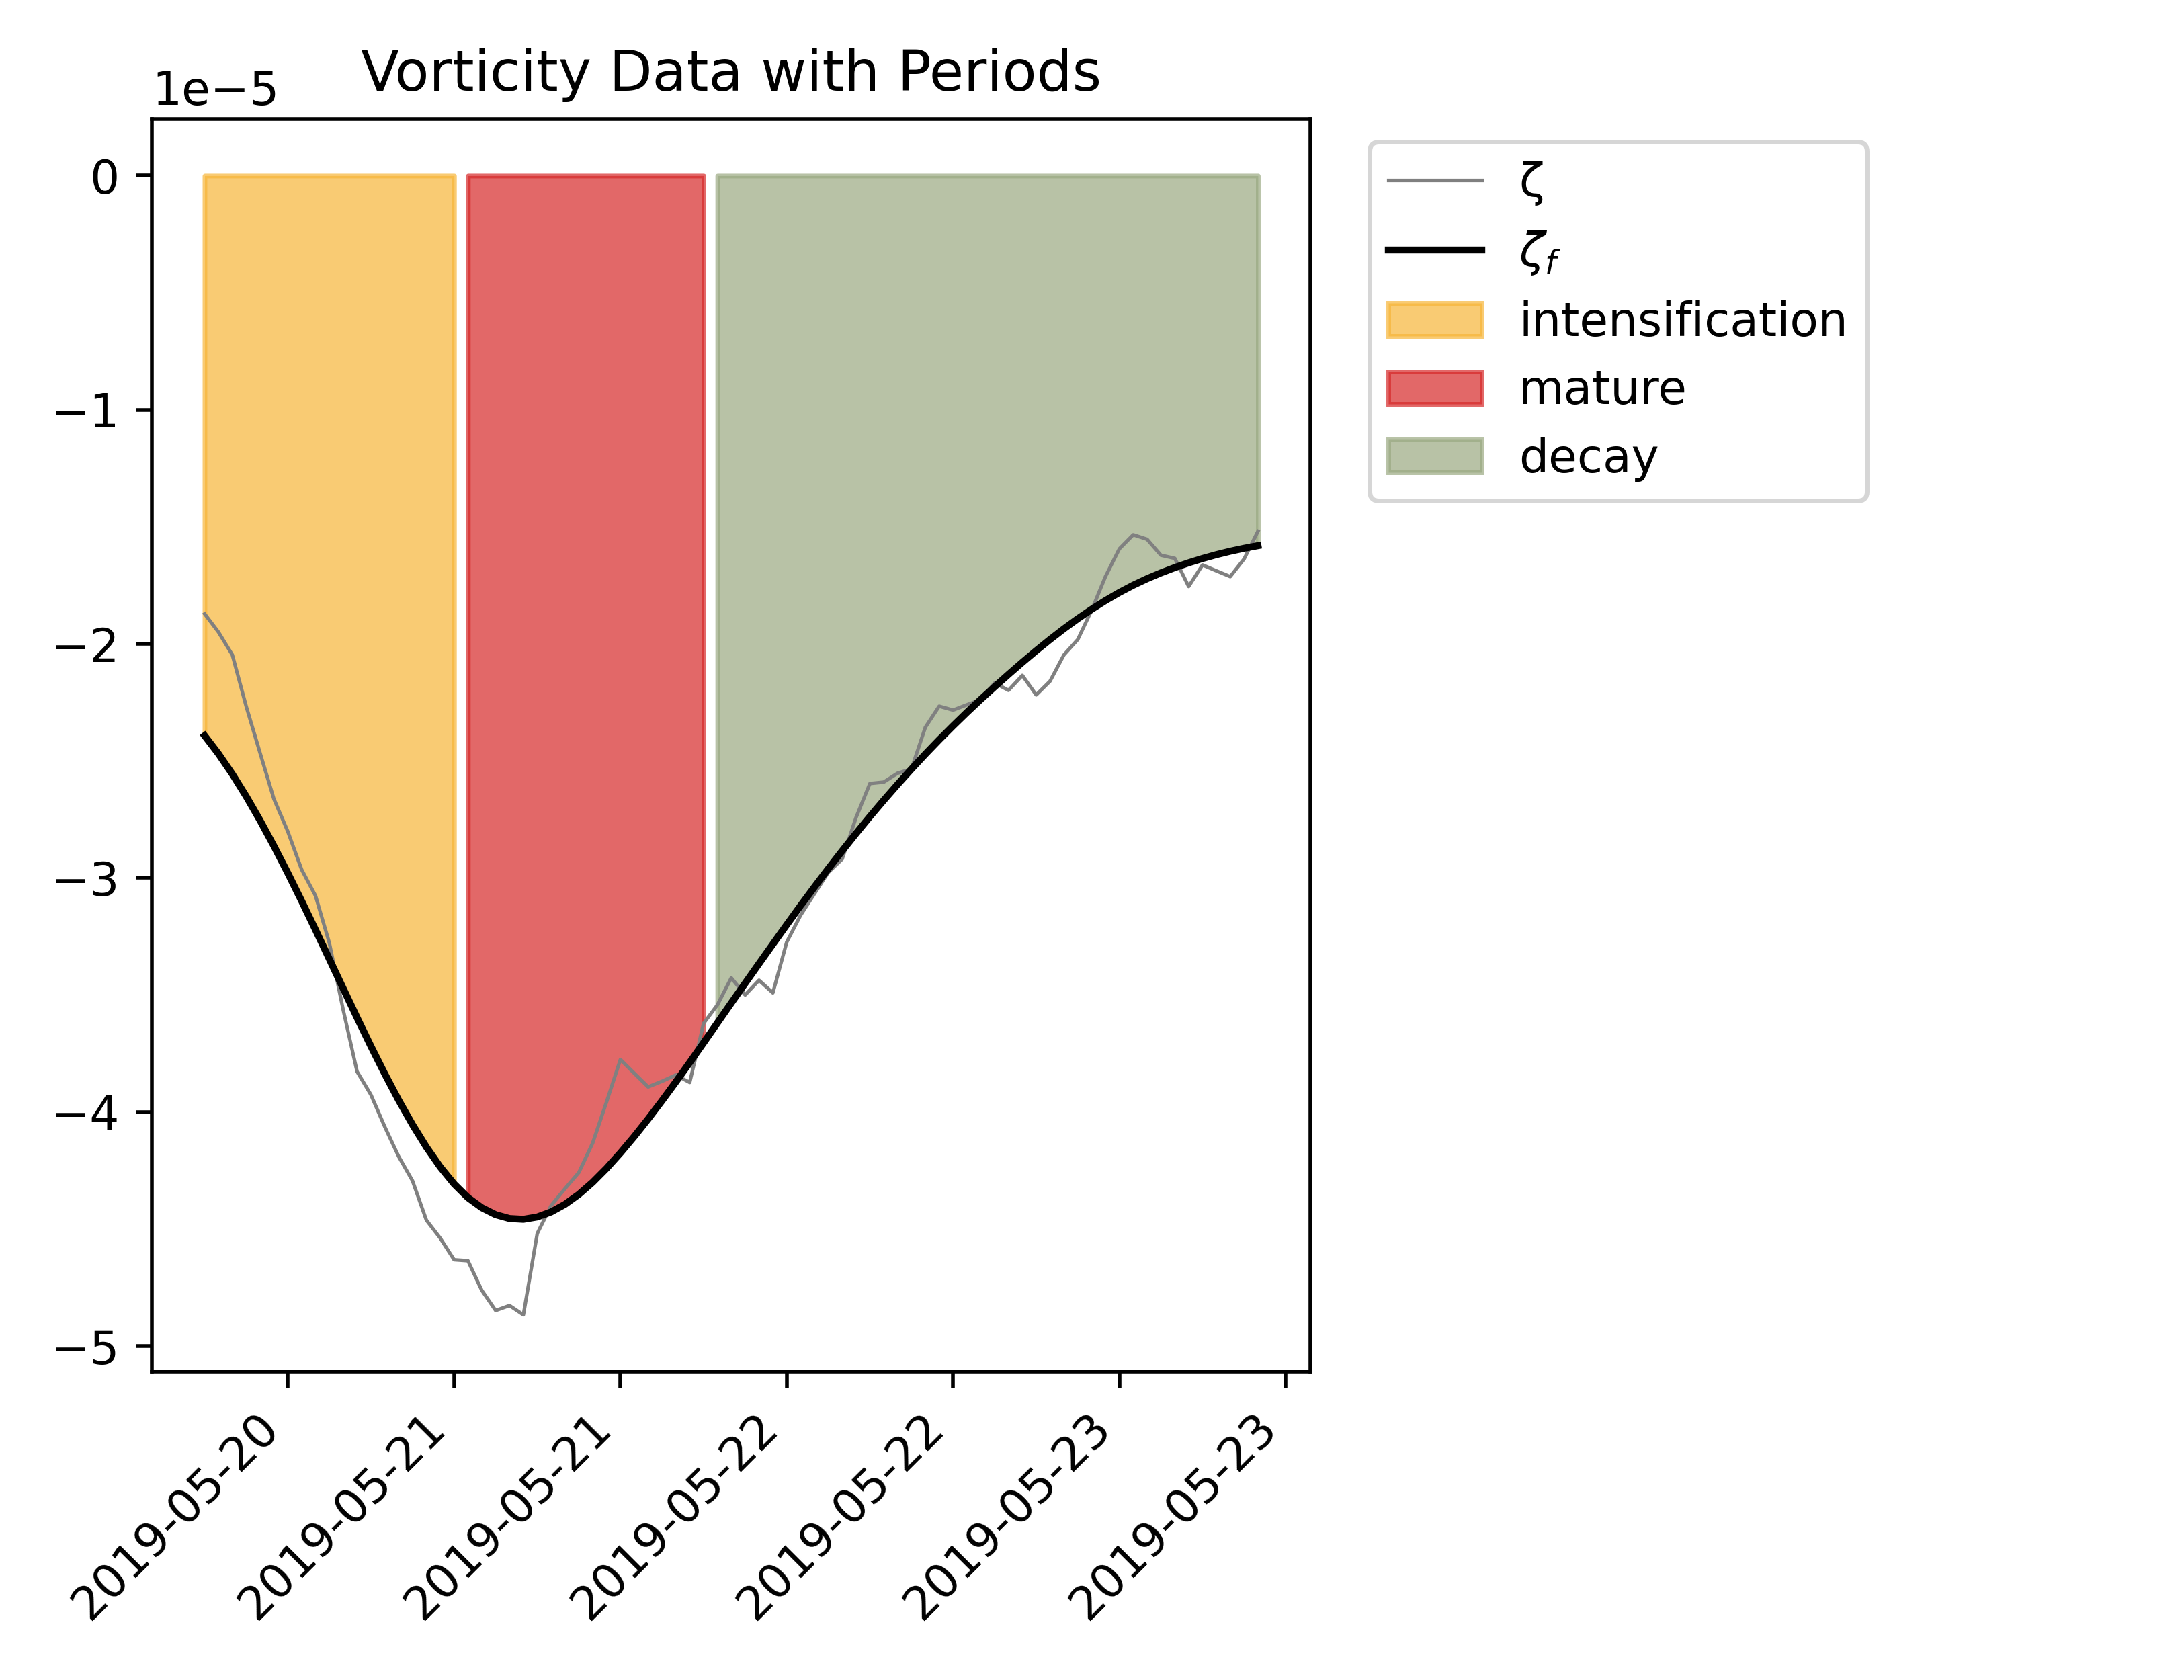 Vorticity Data with Periods
1e−5
0
−1
−2
−3
−4
−5
2019-05-20
2019-05-21
2019-05-21
2019-05-22
2019-05-22
2019-05-23
2019-05-23
ζ
ζf
intensification
mature
decay